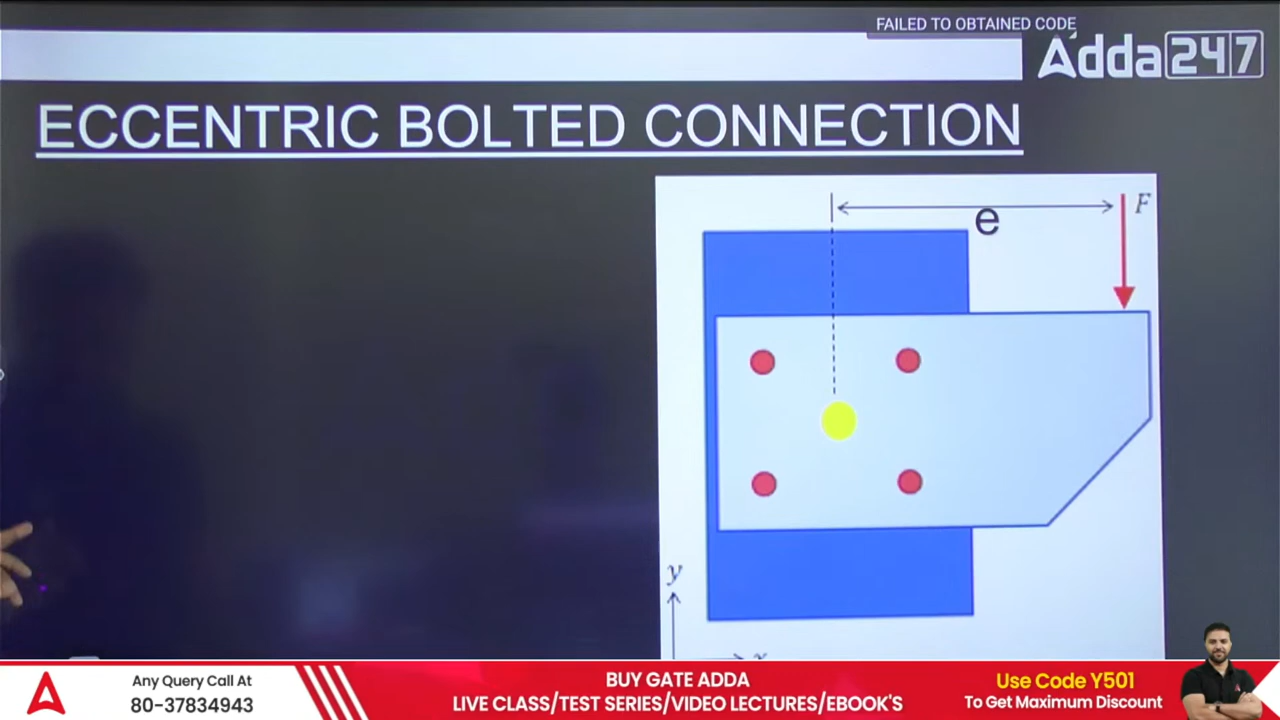 FAILED TO OBTAINED CODE
Adda247
ECCENTRIC BOLTED CONNECTION
e
F
y
x
Any Query Call At
80-37834943
BUY GATE ADDA
LIVE CLASS/TEST SERIES/VIDEO LECTURES/EBOOK'S
Use Code Y501
To Get Maximum Discount